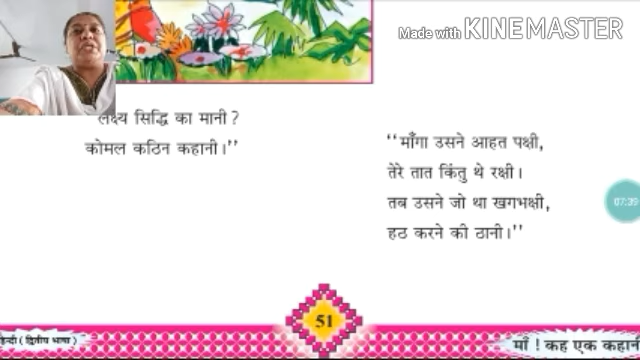 Made with KINEMASTER
लक्ष्य सिद्धि का मानी ?
कोमल कठिन कहानी।’’
‘‘माँगा उसने आहत पक्षी,
तेरे तात किंतु थे रक्षी।
तब उसने जो था खगभक्षी,
हठ करने की ठानी।’’
07:39
51
हिन्दी ( द्वितीय भाषा )
माँ ! कह एक कहान